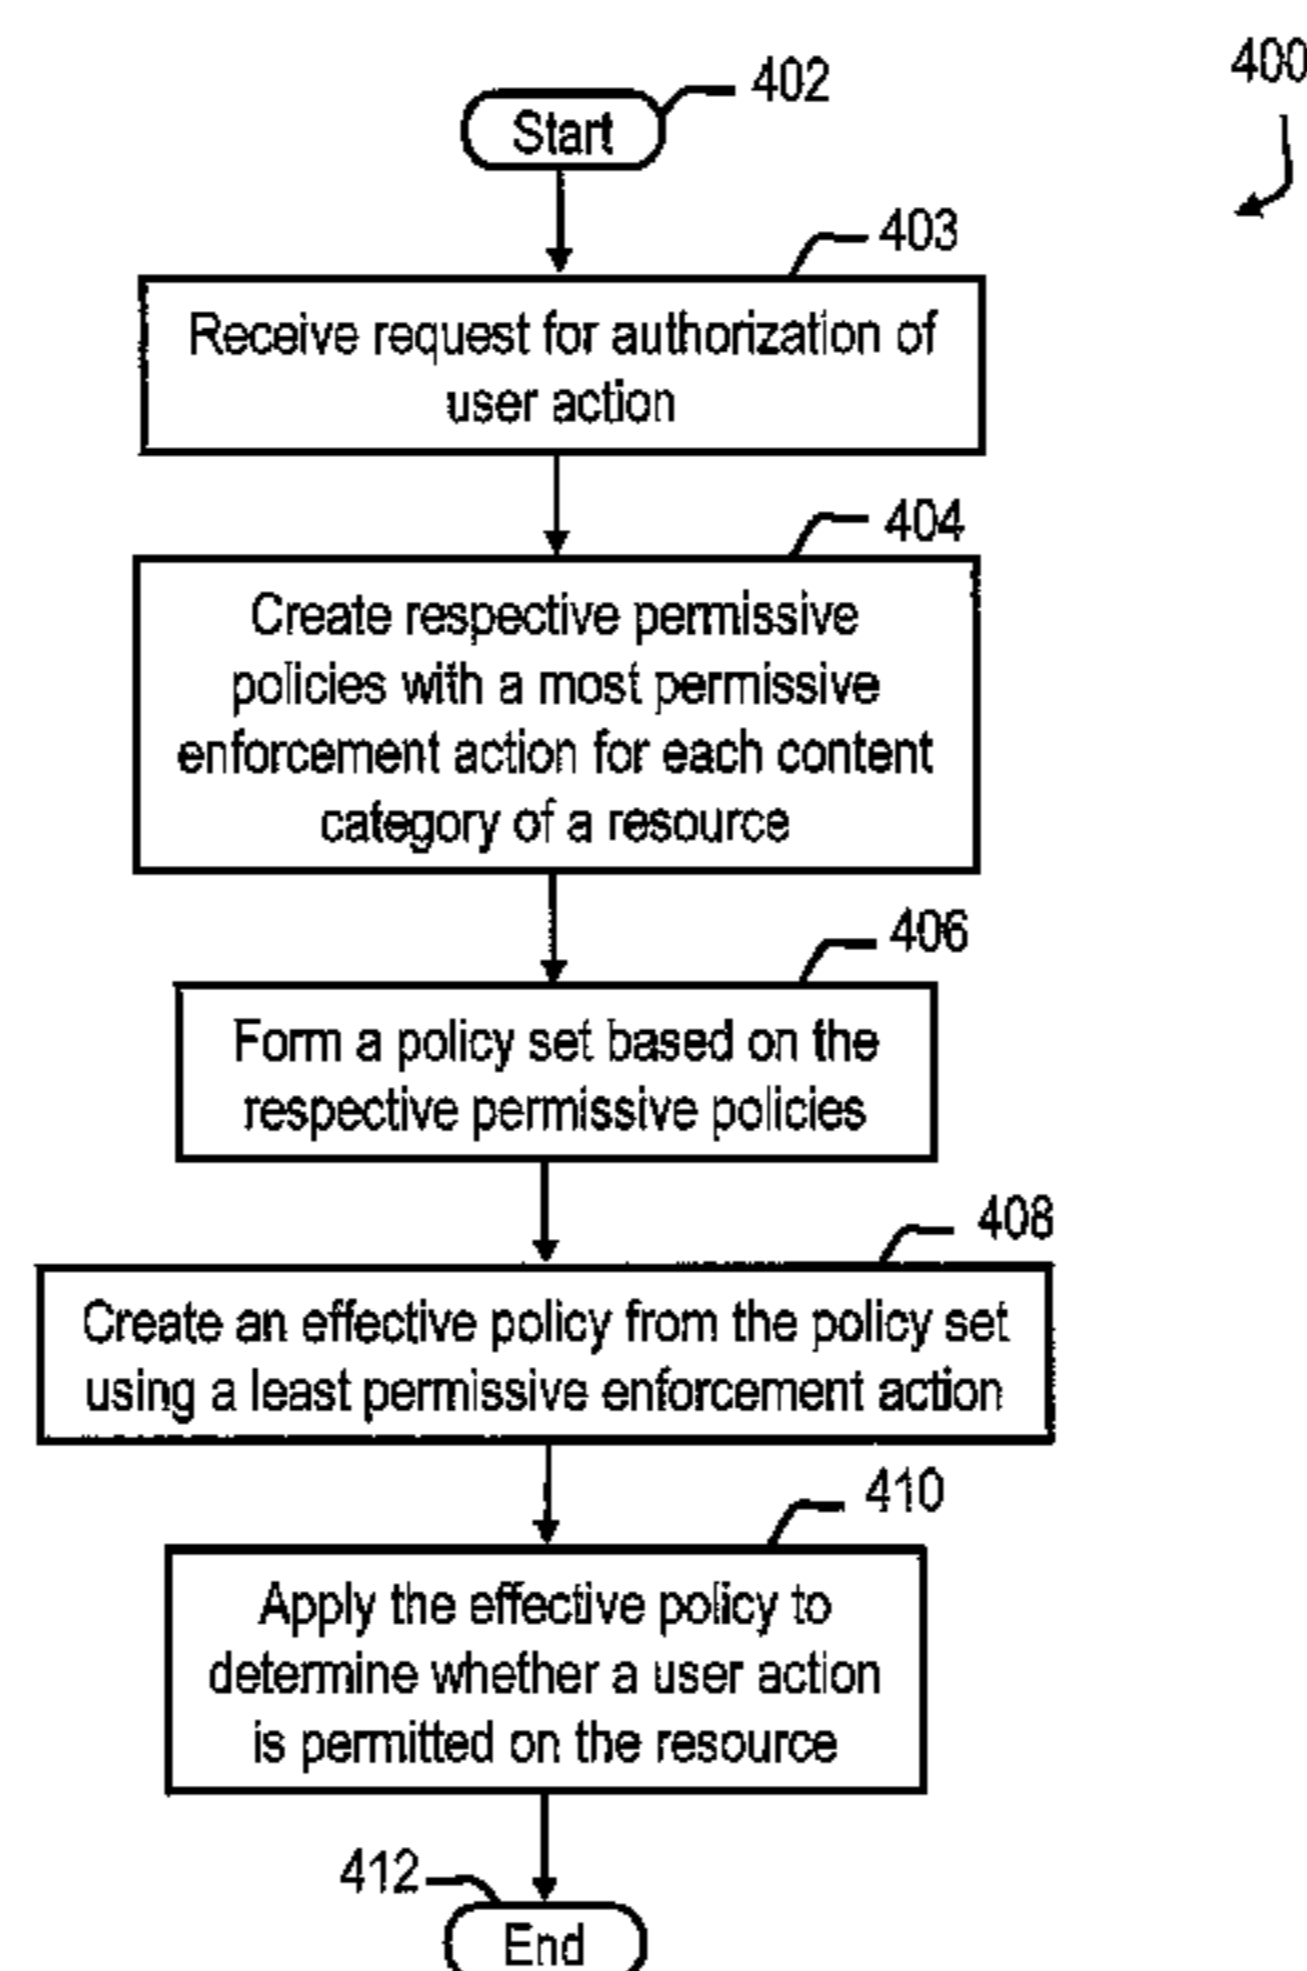 400
402
Start
403
Receive request for authorization of
user action
404
Create respective permissive
policies with a most permissive
enforcement action for each content
category of a resource
406
Form a policy set based on the
respective permissive policies
408
Create an effective policy from the policy set
using a least permissive enforcement action
410
Apply the effective policy to
determine whether a user action
is permitted on the resource
412
End